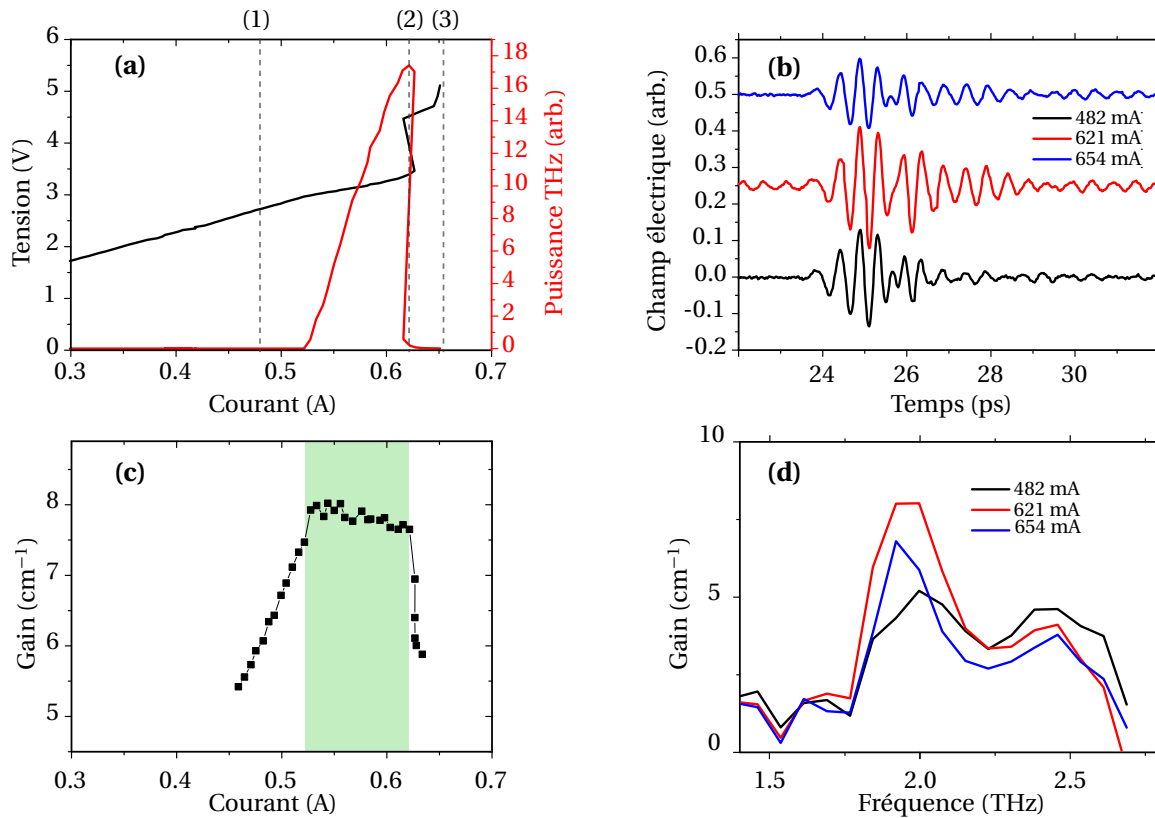 (1) (2) (3)
(a)
6
5
4
3
2
1
0
Tension (V)
18
16
14
12
10
8
6
4
2
0
Puissance THz (arb.)
0.3 0.4 0.5 0.6 0.7
Courant (A)
(b)
0.6
0.5
0.4
0.3
0.2
0.1
0.0
-0.1
-0.2
Champ électrique (arb.)
482 mA
621 mA
654 mA
24 26 28 30
Temps (ps)
(c)
8
7
6
5
Gain (cm−1)
0.3 0.4 0.5 0.6 0.7
Courant (A)
(d)
10
5
0
Gain (cm−1)
482 mA
621 mA
654 mA
1.5 2.0 2.5
Fréquence (THz)